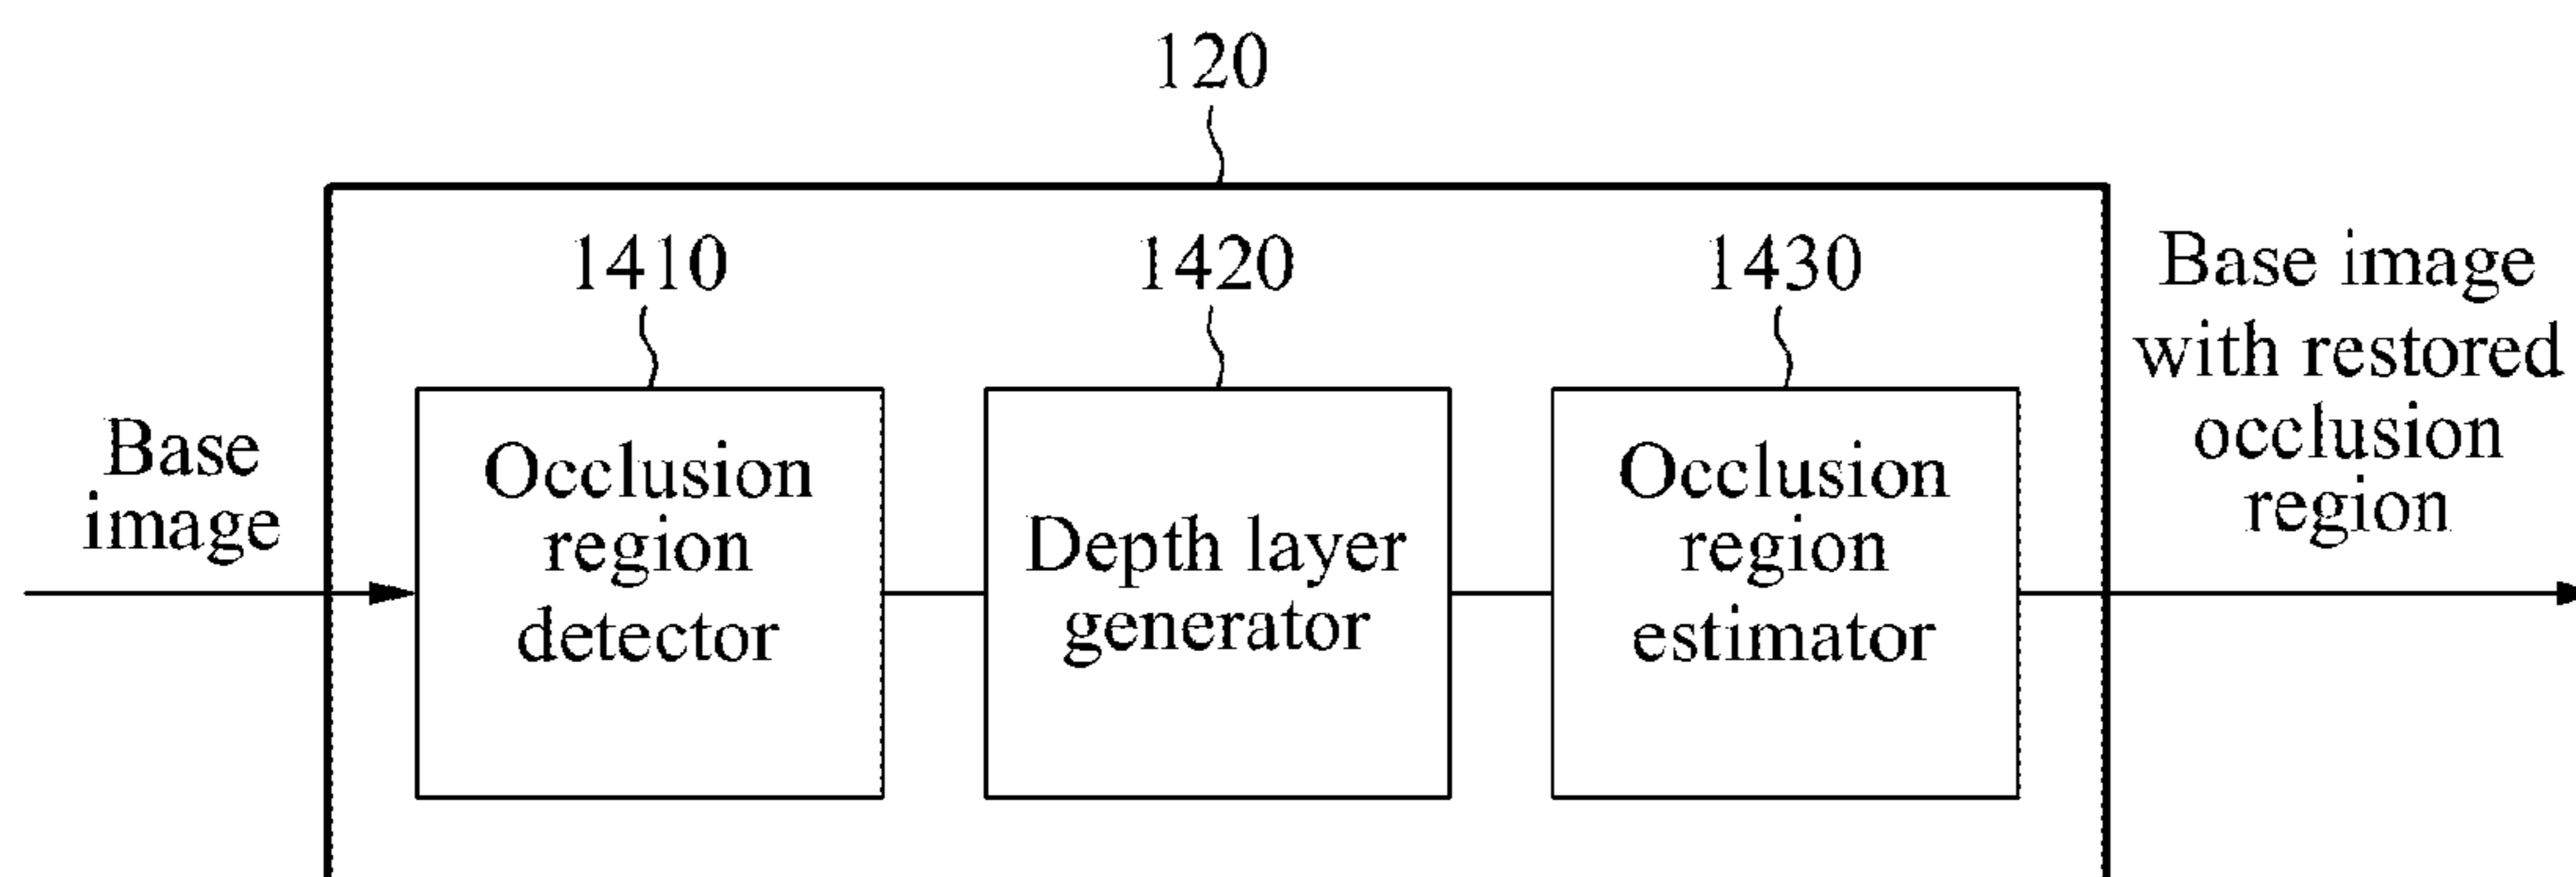 120
1410
1420
1430
Base
image
Occlusion
region
detector
Depth layer
generator
Occlusion
region
estimator
Base image
with restored
occlusion
region